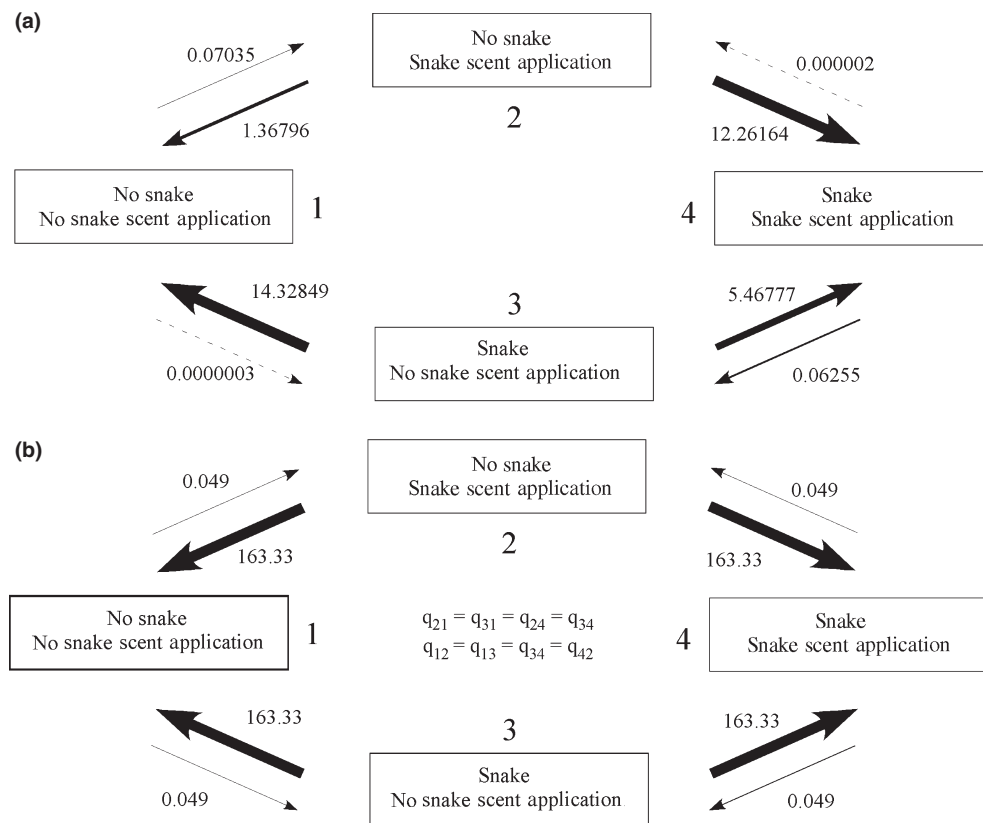 (a)
No snake
Snake scent application
2
0.07035
1.36796
0.000002
12.26164
No snake
No snake scent application
1
4
Snake
Snake scent application
14.32849
0.0000003
3
5.46777
0.06255
Snake
No snake scent application
(b)
No snake
Snake scent application
2
0.049
163.33
0.049
163.33
No snake
No snake scent application
1
q21 = q31 = q24 = q34
q12 = q13 = q34 = q42
4
Snake
Snake scent application
163.33
0.049
3
163.33
0.049
Snake
No snake scent application